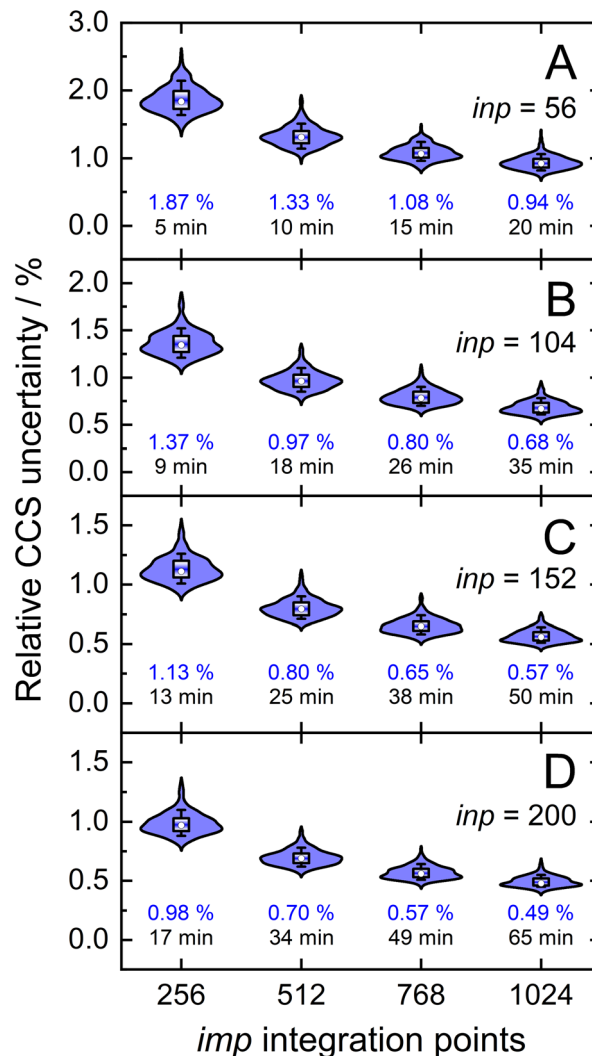 Relative CCS uncertainty / %
3.0
2.0
1.0
0.0
A
inp = 56
1.87 % 1.33 % 1.08 % 0.94 %
5 min 10 min 15 min 20 min
2.0
1.5
1.0
0.5
0.0
B
inp = 104
1.37 % 0.97 % 0.80 % 0.68 %
9 min 18 min 26 min 35 min
1.5
1.0
0.5
0.0
C
inp = 152
1.13 % 0.80 % 0.65 % 0.57 %
13 min 25 min 38 min 50 min
1.5
1.0
0.5
0.0
D
inp = 200
0.98 % 0.70 % 0.57 % 0.49 %
17 min 34 min 49 min 65 min
256 512 768 1024
imp integration points